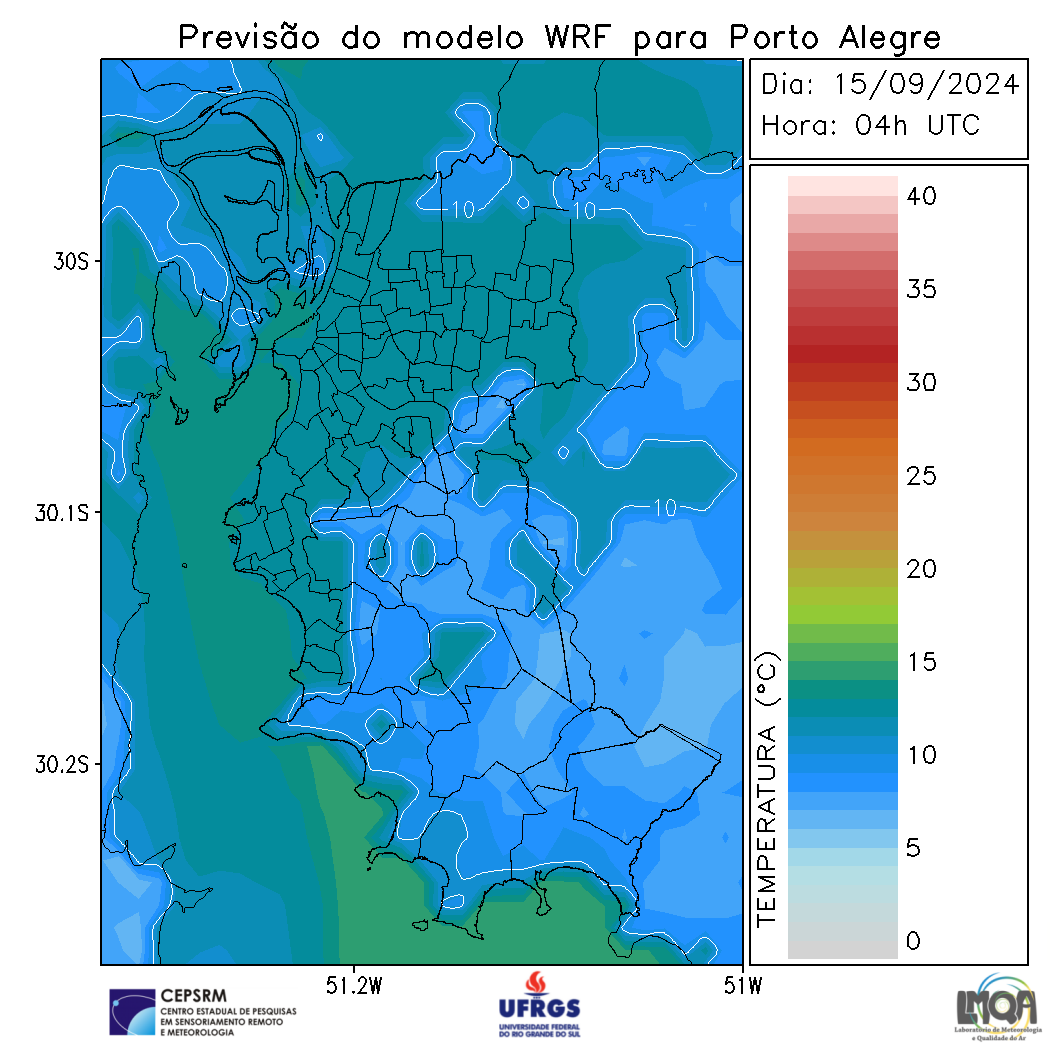 Previsão do modelo WRF para Porto Alegre
Dia: 15/09/2024
Hora: 04h UTC
40
35
30
25
20
15
10
5
0
TEMPERATURA (°C)
30S
30.1S
30.2S
51.2W
51W
10
10
10
CEPSRM
CENTRO ESTADUAL DE PESQUISAS
EM SENSORIAMENTO REMOTO
E METEOROLOGIA
UFRGS
UNIVERSIDADE FEDERAL
DO RIO GRANDE DO SUL
LMQA
Laboratório de Meteorologia
e Qualidade do Ar